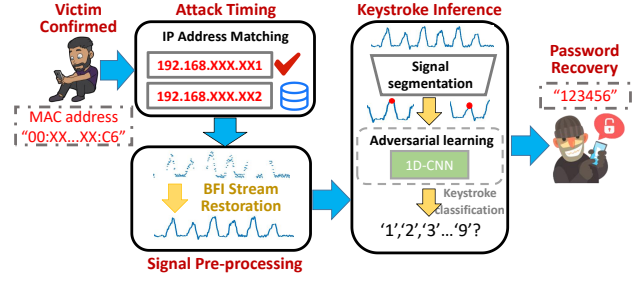 Victim
Confirmed
MAC address
“00:XX...XX:C6”
Attack Timing
IP Address Matching
192.168.XXX.XX1
192.168.XXX.XX2
BFI Stream
Restoration
Signal Pre-processing
Keystroke Inference
Signal
segmentation
Adversarial learning
1D-CNN
Keystroke
classification
‘1’,‘2’,‘3’...‘9’?
Password
Recovery
“123456”